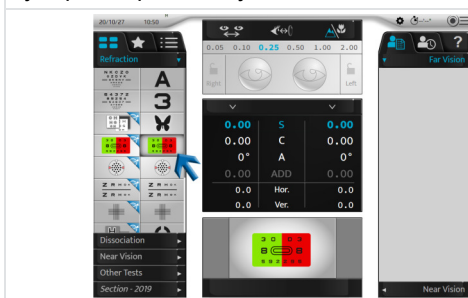 20/10/27 10:50
0.05 0.10 0.25 0.50 1.00 2.00
Right Left
Refraction
A
3
0.00 S 0.00
0.00 C 0.00
0° A 0°
0.00 ADD 0.00
0.0 Hor. 0.0
0.0 Ver. 0.0
Dissociation
Near Vision
Other Tests
Section - 2019
?
Far Vision
Near Vision